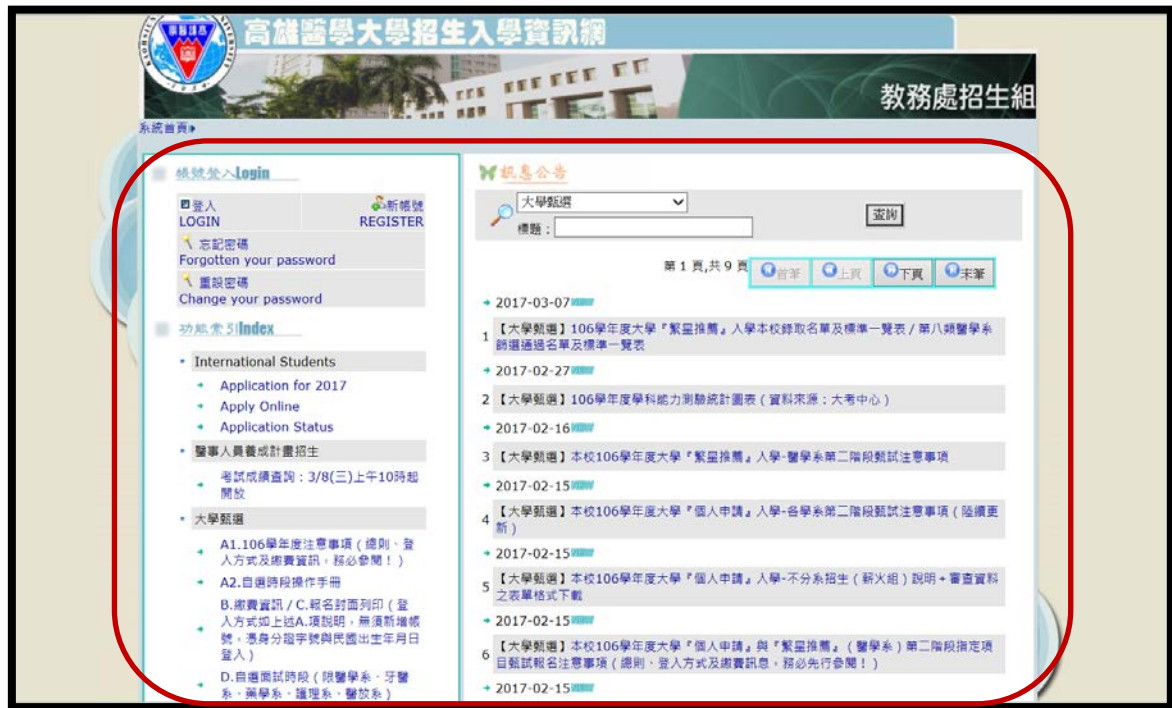 高雄醫學大學招生入學資訊網
教務處招生組
系統首頁
帳號登入Login
登入
LOGIN
新帳號
REGISTER
忘記密碼
Forgotten your password
重設密碼
Change your password
功能索引Index
International Students
Application for 2017
Apply Online
Application Status
醫事人員養成計畫招生
考試成績查詢：3/8(三)上午10時起
開放
大學甄選
A1.106學年度注意事項（總則、登
入方式及繳費資訊，務必參閱！）
A2.自選時段操作手冊
B.繳費資訊 / C.報名封面列印（登
入方式如上述A.項說明，無須新增帳
號，憑身分證字號與民國出生年月日
登入）
D.自選面試時段（限醫學系、牙醫
系、藥學系、護理系、醫放系）
訊息公告
大學甄選
標題：
查詢
第 1 頁,共 9 頁 首筆 上頁 下頁 末筆
2017-03-07
1 【大學甄選】106學年度大學『繁星推薦』入學本校錄取名單及標準一覽表 / 第八類醫學系
篩選通過名單及標準一覽表
2017-02-27
2 【大學甄選】106學年度學科能力測驗統計圖表（資料來源：大考中心）
2017-02-16
3 【大學甄選】本校106學年度大學『繁星推薦』入學-醫學系第二階段甄試注意事項
2017-02-15
4 【大學甄選】本校106學年度大學『個人申請』入學-各學系第二階段甄試注意事項（陸續更
新）
2017-02-15
5 【大學甄選】本校106學年度大學『個人申請』入學-不分系招生（薪火組）說明＋審查資料
之表單格式下載
2017-02-15
6 【大學甄選】本校106學年度大學『個人申請』與『繁星推薦』（醫學系）第二階段指定項
目甄試報名注意事項（總則、登入方式及繳費訊息，務必先行參閱！）
2017-02-15